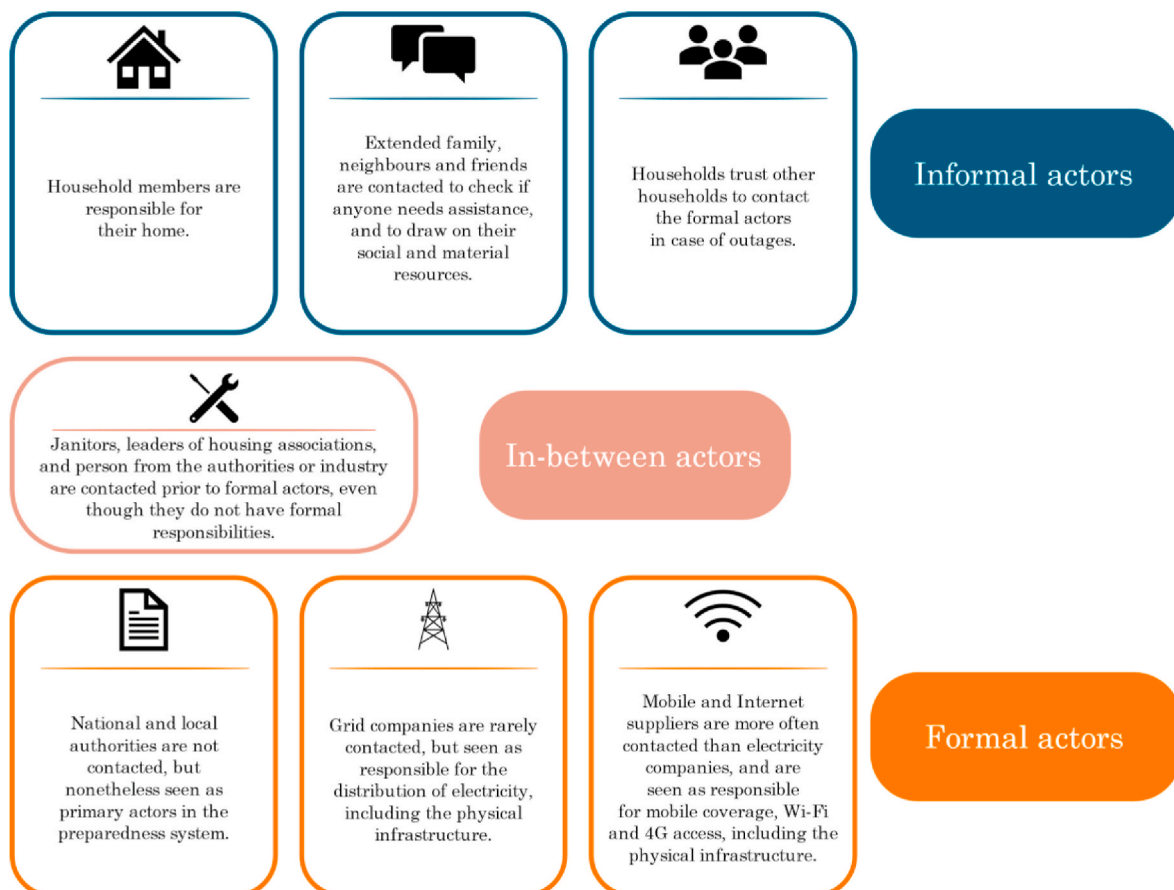 Household members are
responsible for
their home.
Extended family,
neighbours and friends
are contacted to check if
anyone needs assistance,
and to draw on their
social and material
resources.
Households trust other
households to contact
the formal actors
in case of outages.
Informal actors
Janitors, leaders of housing associations,
and person from the authorities or industry
are contacted prior to formal actors, even
though they do not have formal
responsibilities.
In-between actors
National and local
authorities are not
contacted, but
nonetheless seen as
primary actors in the
preparedness system.
Grid companies are rarely
contacted, but seen as
responsible for the
distribution of electricity,
including the physical
infrastructure.
Mobile and Internet
suppliers are more often
contacted than electricity
companies, and are
seen as responsible
for mobile coverage, Wi-Fi
and 4G access, including the
physical infrastructure.
Formal actors